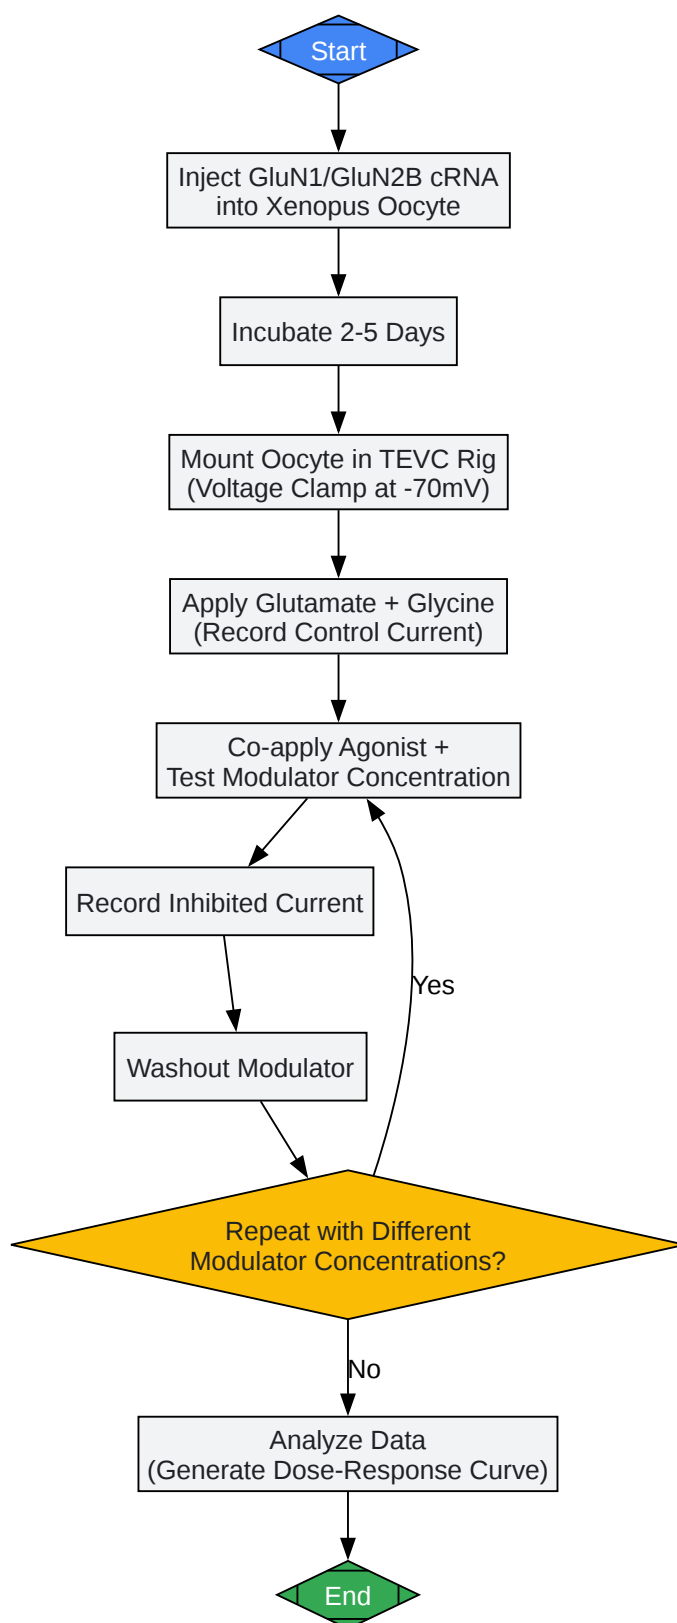 Start
Inject GluN1/GluN2B cRNA
into Xenopus Oocyte
Incubate 2-5 Days
Mount Oocyte in TEVC Rig
(Voltage Clamp at -70mV)
Apply Glutamate + Glycine
(Record Control Current)
Co-apply Agonist +
Test Modulator Concentration
Record Inhibited Current
Yes
Washout Modulator
Repeat with Different
Modulator Concentrations?
No
Analyze Data
(Generate Dose-Response Curve)
End